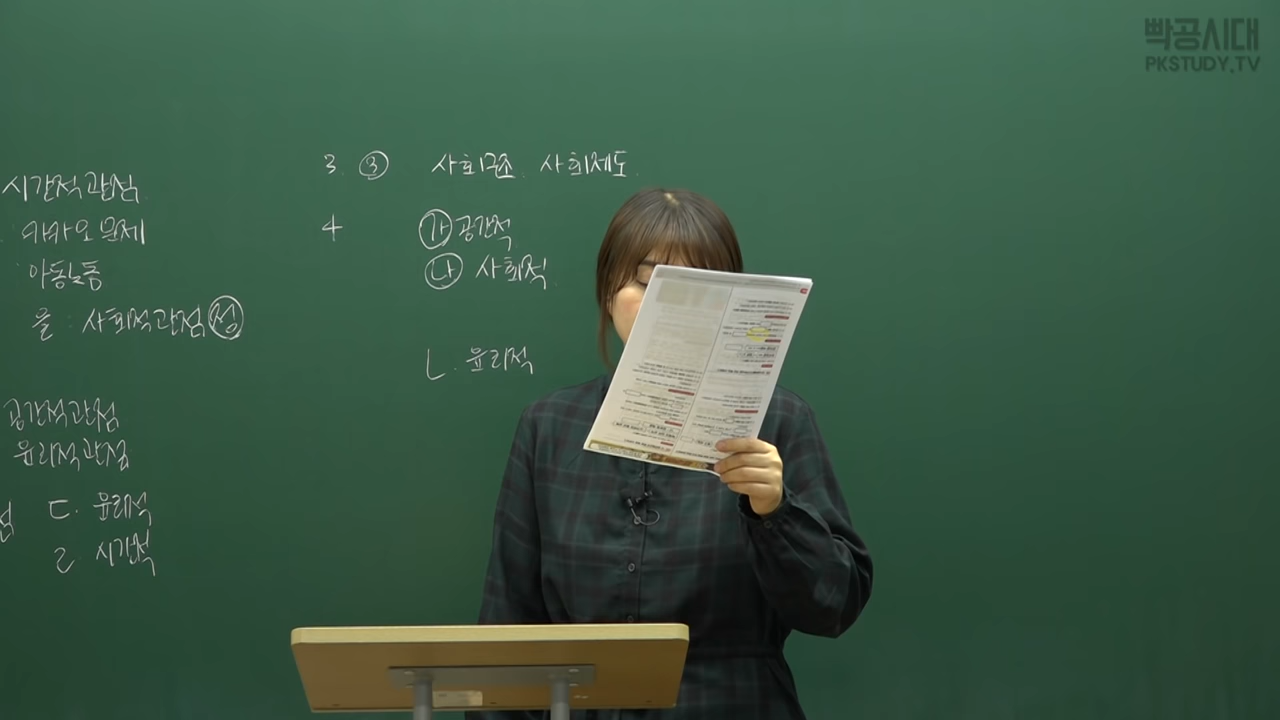 빡공시대
PKSTUDY.TV
시간적관점
카카오 문제
아동노동
을 : 사회적관점 정
공간적관점
윤리적관점
점 ㄷ. 윤리적
ㄹ 시간적
3. ③ 사회구조. 사회제도.
4 가 공간적
나 사회적
ㄴ. 윤리적